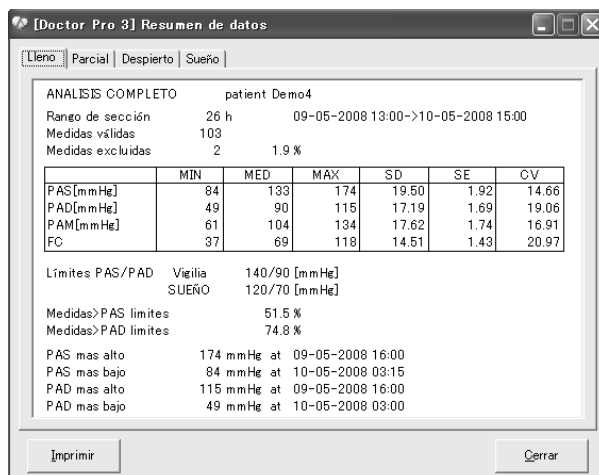 [Doctor Pro 3] Resumen de datos
Lleno Parcial Despierto Sueño
ANALISIS COMPLETO patient Demo4
Rango de sección 26 h 09-05-2008 13:00->10-05-2008 15:00
Medidas válidas 103
Medidas excluidas 2 1.9 %
MIN MED MAX SD SE CV
PAS[mmHg] 84 133 174 19.50 1.92 14.66
PAD[mmHg] 49 90 115 17.19 1.69 19.06
PAM[mmHg] 61 104 134 17.62 1.74 16.91
FC 37 69 118 14.51 1.43 20.97
Límites PAS/PAD Vigilia 140/90 [mmHg]
SUEÑO 120/70 [mmHg]
Medidas>PAS limites 51.5 %
Medidas>PAD limites 74.8 %
PAS mas alto 174 mmHg at 09-05-2008 16:00
PAS mas bajo 84 mmHg at 10-05-2008 03:15
PAD mas alto 115 mmHg at 09-05-2008 16:00
PAD mas bajo 49 mmHg at 10-05-2008 03:00
Imprimir Cerrar